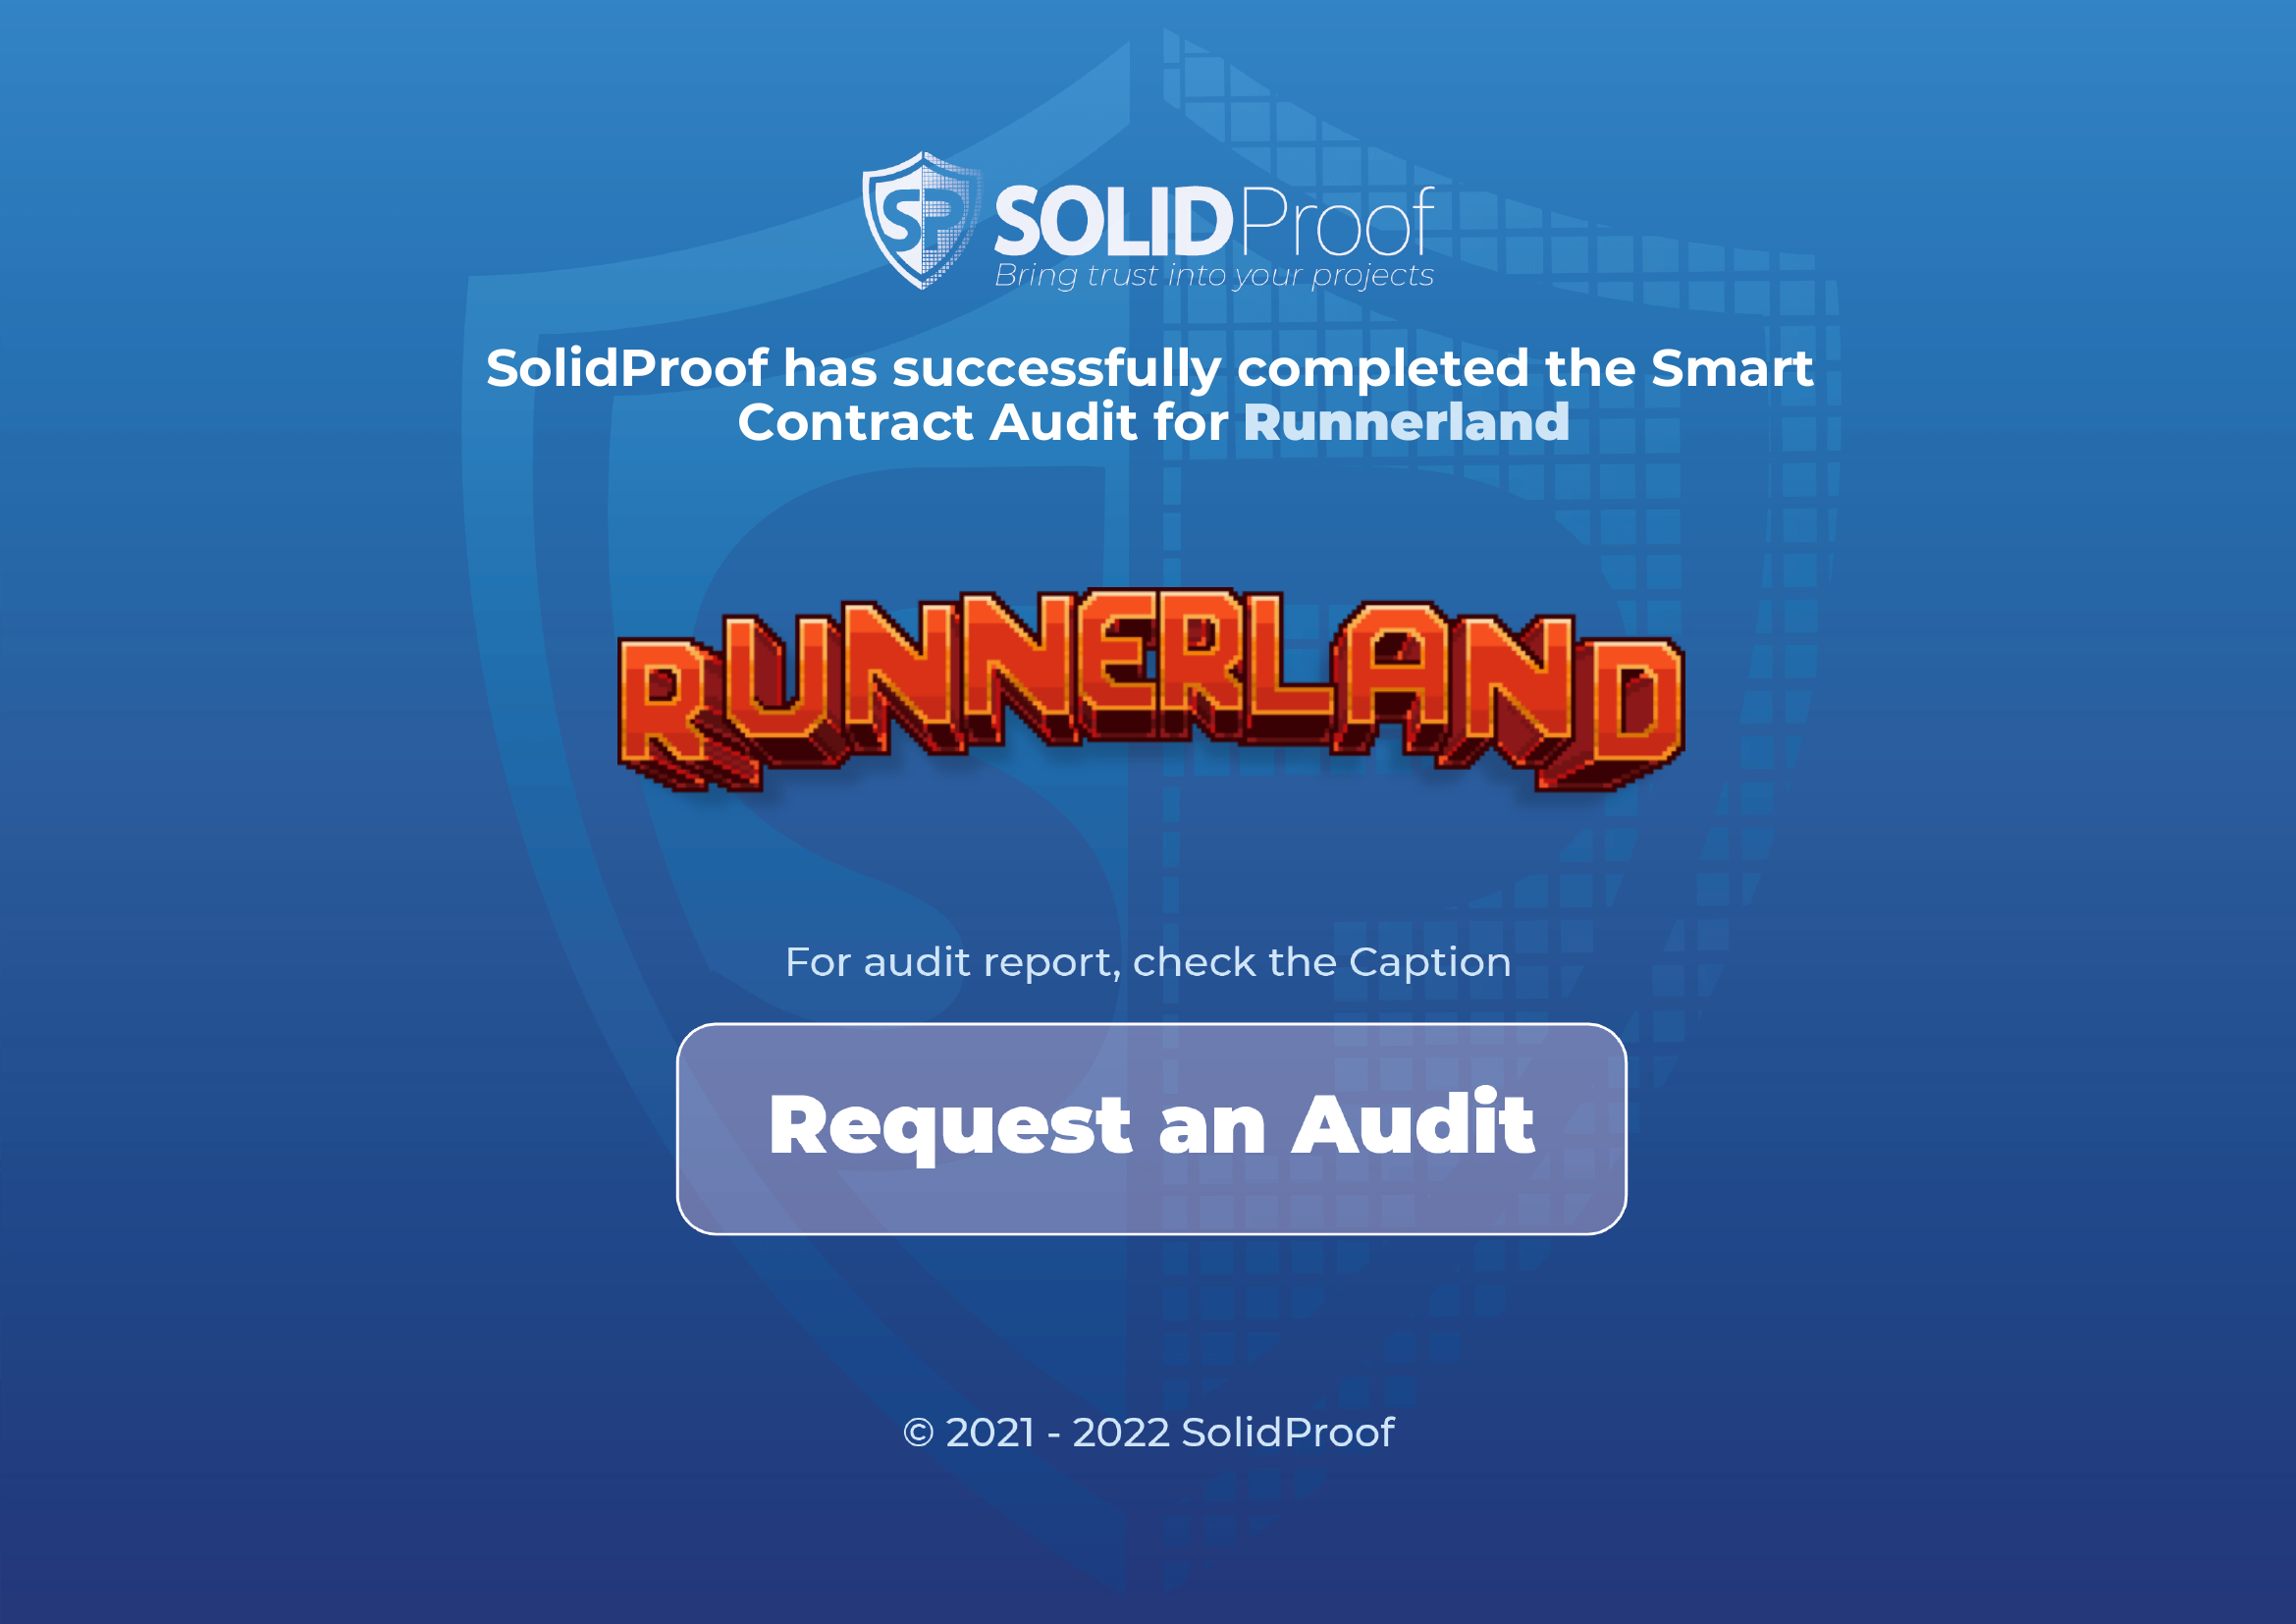 SP SOLIDProof
Bring trust into your projects
SolidProof has successfully completed the Smart
Contract Audit for Runnerland
RUNNERLAND
For audit report, check the Caption
Request an Audit
© 2021 - 2022 SolidProof